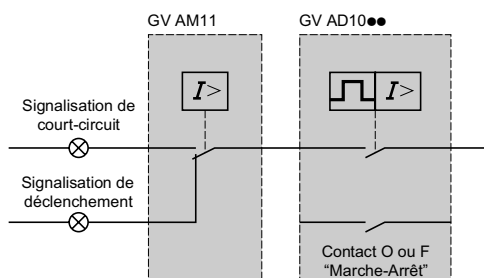 GV AM11
GV AD10●●
I>
I>
Signalisation de
court-circuit
Signalisation de
déclenchement
Contact O ou F
“Marche-Arrêt”